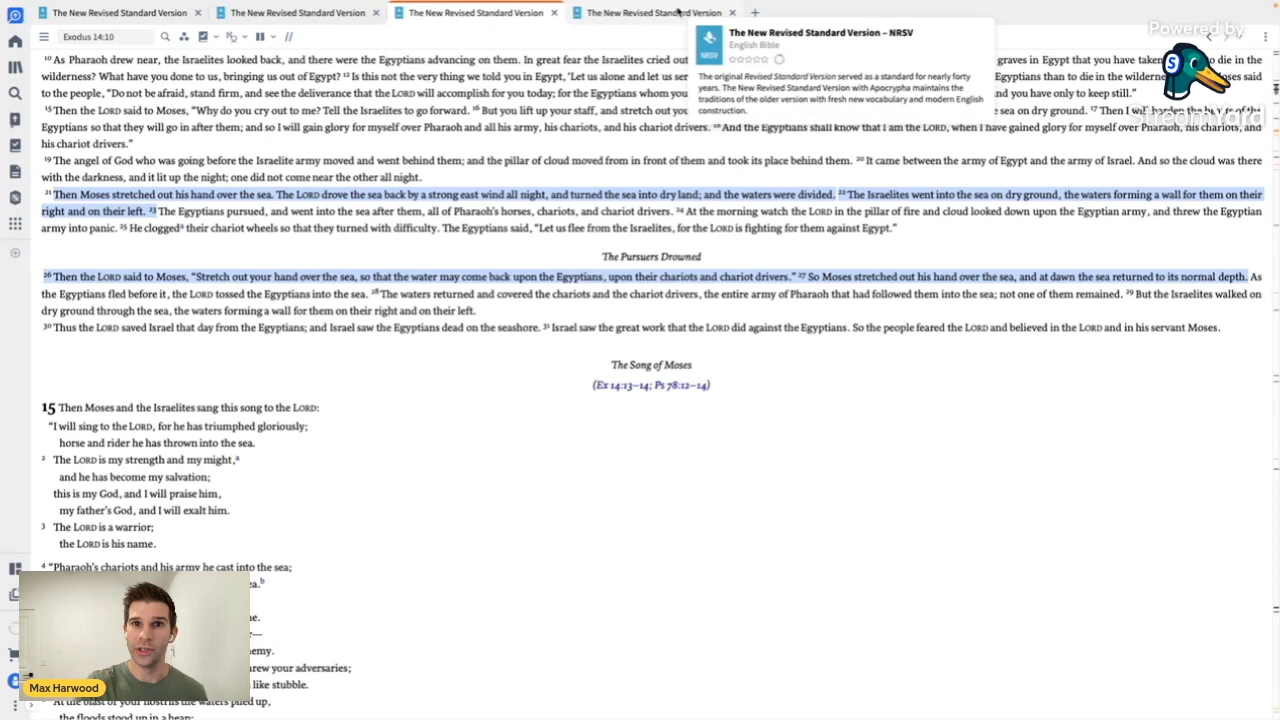 The New Revised Standard Version The New Revised Standard Version The New Revised Standard Version The New Revised Standard Version
Exodus 14:10
The New Revised Standard Version – NRSV
English Bible
NRSV
The original Revised Standard Version served as a standard for nearly forty
years. The New Revised Standard Version with Apocrypha maintains the
traditions of the older version with fresh new vocabulary and modern English
construction.
Powered by
StreamYard
10 As Pharaoh drew near, the Israelites looked back, and there were the Egyptians advancing on them. In great fear the Israelites cried out graves in Egypt that you have taken die in the
wilderness? What have you done to us, bringing us out of Egypt? 12 Is this not the very thing we told you in Egypt, ‘Let us alone and let us ser Egyptians than to die in the wilderness said
to the people, “Do not be afraid, stand firm, and see the deliverance that the LORD will accomplish for you today; for the Egyptians whom you nd you have only to keep still.”
15 Then the LORD said to Moses, “Why do you cry out to me? Tell the Israelites to go forward. 16 But you lift up your staff, and stretch out you sea on dry ground. 17 Then I will harden the of the
Egyptians so that they will go in after them; and so I will gain glory for myself over Pharaoh and all his army, his chariots, and his chariot drivers. 18 And the Egyptians shall know that I am the LORD, when I have gained glory for myself over Pharaoh, his chariots, and
his chariot drivers.”
19 The angel of God who was going before the Israelite army moved and went behind them; and the pillar of cloud moved from in front of them and took its place behind them. 20 It came between the army of Egypt and the army of Israel. And so the cloud was there
with the darkness, and it lit up the night; one did not come near the other all night.
21 Then Moses stretched out his hand over the sea. The LORD drove the sea back by a strong east wind all night, and turned the sea into dry land; and the waters were divided. 22 The Israelites went into the sea on dry ground, the waters forming a wall for them on their
right and on their left. 23 The Egyptians pursued, and went into the sea after them, all of Pharaoh’s horses, chariots, and chariot drivers. 24 At the morning watch the LORD in the pillar of fire and cloud looked down upon the Egyptian army, and threw the Egyptian
army into panic. 25 He clogged a their chariot wheels so that they turned with difficulty. The Egyptians said, “Let us flee from the Israelites, for the LORD is fighting for them against Egypt.”
The Pursuers Drowned
26 Then the LORD said to Moses, “Stretch out your hand over the sea, so that the water may come back upon the Egyptians, upon their chariots and chariot drivers.” 27 So Moses stretched out his hand over the sea, and at dawn the sea returned to its normal depth. As
the Egyptians fled before it, the LORD tossed the Egyptians into the sea. 28 The waters returned and covered the chariots and the chariot drivers, the entire army of Pharaoh that had followed them into the sea; not one of them remained. 29 But the Israelites walked on
dry ground through the sea, the waters forming a wall for them on their right and on their left.
30 Thus the LORD saved Israel that day from the Egyptians; and Israel saw the Egyptians dead on the seashore. 31 Israel saw the great work that the LORD did against the Egyptians. So the people feared the LORD and believed in the LORD and in his servant Moses.
The Song of Moses
(Ex 14:13–14; Ps 78:12–14)
15 Then Moses and the Israelites sang this song to the LORD:
“I will sing to the LORD, for he has triumphed gloriously;
horse and rider he has thrown into the sea.
2 The LORD is my strength and my might, a
and he has become my salvation;
this is my God, and I will praise him,
my father’s God, and I will exalt him.
3 The LORD is a warrior;
the LORD is his name.
4 “Pharaoh’s chariots and his army he cast into the sea;
ea. b
ne.
r—
nemy.
rew your adversaries;
like stubble.
At the blast of your nostrils the waters piled up,
the floods stood up in a heap;
Max Harwood